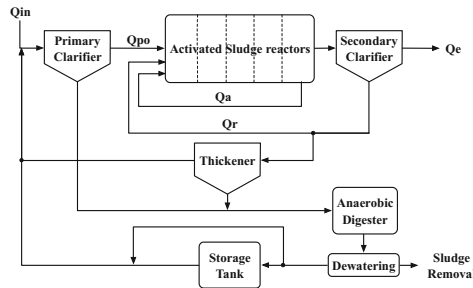 Qin
Primary
Clarifier
Qpo
Activated Sludge reactors
Secondary
Clarifier
Qe
Qa
Qr
Thickener
Anaerobic
Digester
Storage
Tank
Dewatering
Sludge
Removal